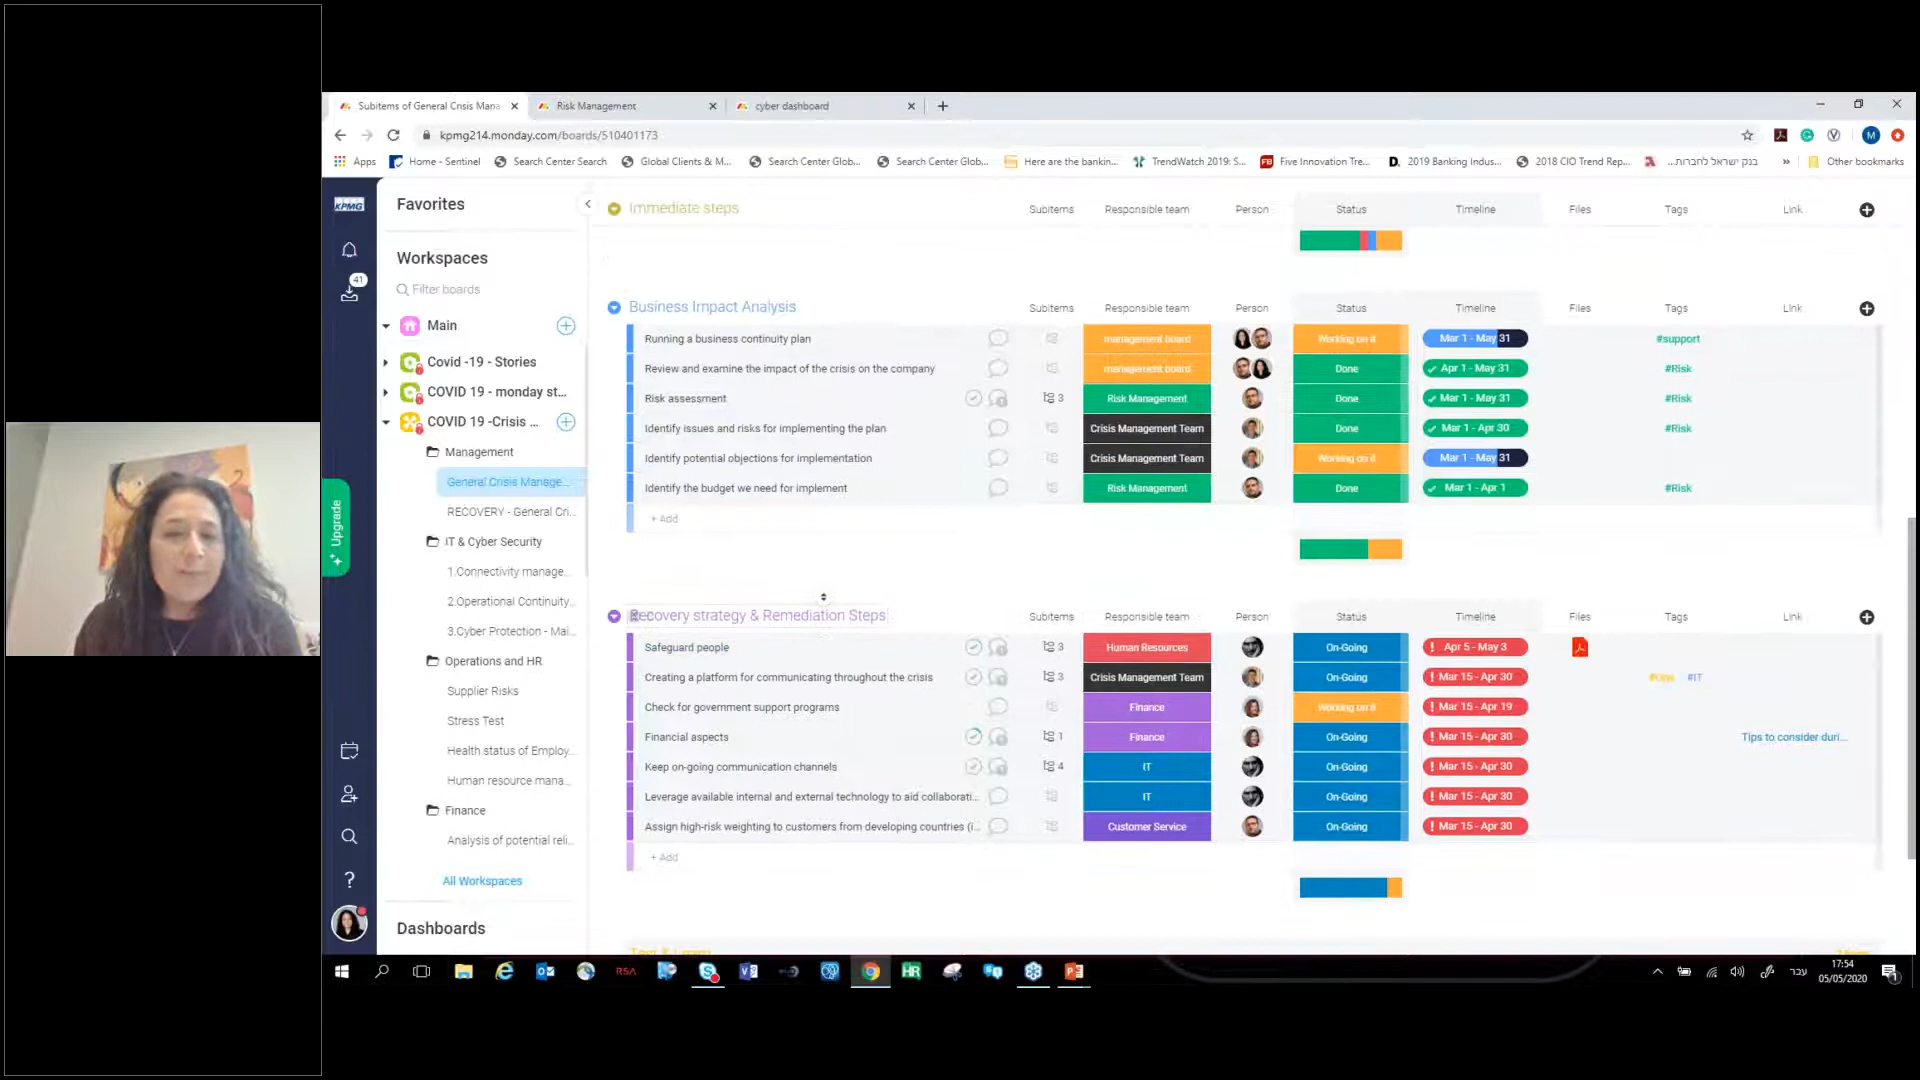 Subitems of General Crisis Mana
Risk Management
cyber dashboard
kpmg214.monday.com/boards/510401173
M
Apps
Home - Sentinel
Search Center Search
Global Clients & M...
Search Center Glob...
Search Center Glob...
Here are the bankin...
TrendWatch 2019: S...
Five Innovation Tre...
2019 Banking Indus...
2018 CIO Trend Rep...
בנק ישראל לחברות...
Other bookmarks
KPMG
41
Upgrade
Favorites
Workspaces
Filter boards
Main
Covid -19 - Stories
COVID 19 - monday st...
COVID 19 -Crisis ...
Management
General Crisis Manage...
RECOVERY - General Cri...
IT & Cyber Security
1.Connectivity manage...
2.Operational Continuity...
3.Cyber Protection - Mai...
Operations and HR
Supplier Risks
Stress Test
Health status of Employ...
Human resource mana...
Finance
Analysis of potential reli...
All Workspaces
Dashboards
Immediate steps Subitems Responsible team Person Status Timeline Files Tags Link
Business Impact Analysis Subitems Responsible team Person Status Timeline Files Tags Link
Running a business continuity plan management board Working on it Mar 1 - May 31 #support
Review and examine the impact of the crisis on the company management board Done Apr 1 - May 31 #Risk
Risk assessment 3 Risk Management Done Mar 1 - May 31 #Risk
Identify issues and risks for implementing the plan Crisis Management Team Done Mar 1 - Apr 30 #Risk
Identify potential objections for implementation Crisis Management Team Working on it Mar 1 - May 31
Identify the budget we need for implement Risk Management Done Mar 1 - Apr 1 #Risk
+ Add
Recovery strategy & Remediation Steps Subitems Responsible team Person Status Timeline Files Tags Link
Safeguard people 3 Human Resources On-Going ! Apr 5 - May 3
Creating a platform for communicating throughout the crisis 3 Crisis Management Team On-Going ! Mar 15 - Apr 30 #IT
Check for government support programs Finance Working on it ! Mar 15 - Apr 19
Financial aspects 1 Finance On-Going ! Mar 15 - Apr 30 Tips to consider duri...
Keep on-going communication channels 4 IT On-Going ! Mar 15 - Apr 30
Leverage available internal and external technology to aid collaborati... IT On-Going ! Mar 15 - Apr 30
Assign high-risk weighting to customers from developing countries (i... Customer Service On-Going ! Mar 15 - Apr 30
+ Add
RSA
HR
עבר
17:54
05/05/2020
1